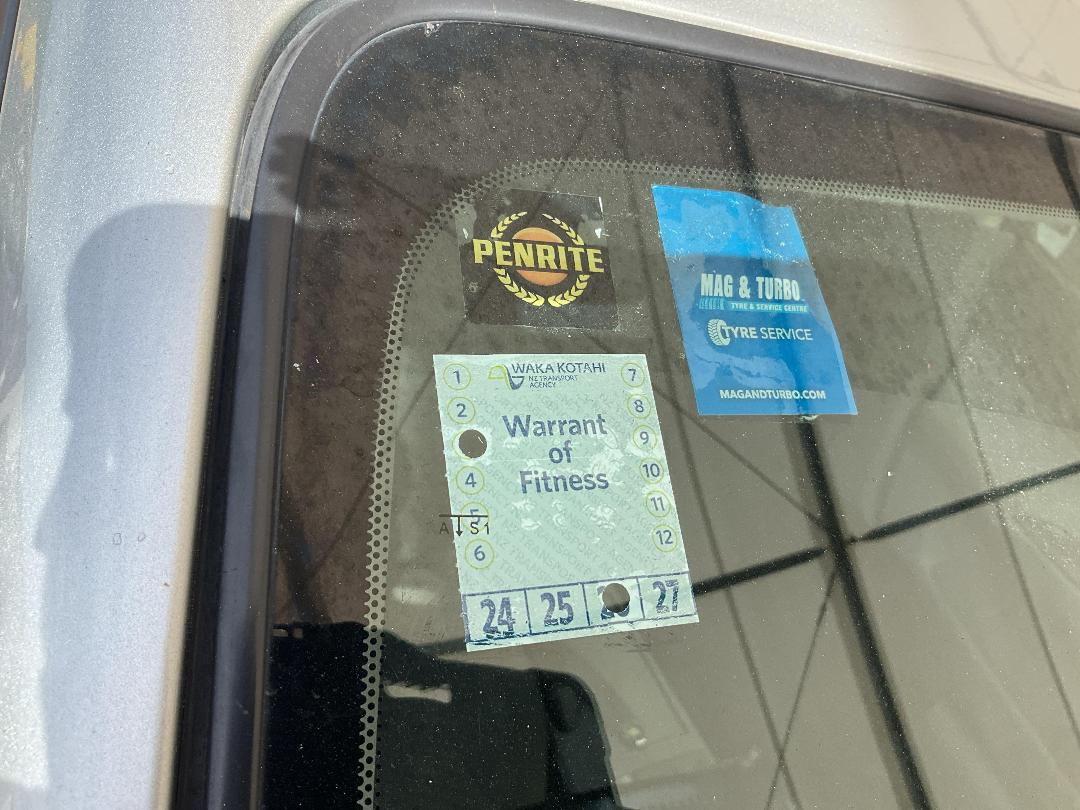 PENRITE
MAG & TURBO
TYRE & SERVICE CENTRE
TYRE SERVICE
MAGANDTURBO.COM
WAKA KOTAHI
NZ TRANSPORT
AGENCY
Warrant
of
Fitness
1
2
4
5
6
7
8
9
10
11
12
A S1
24 25 27